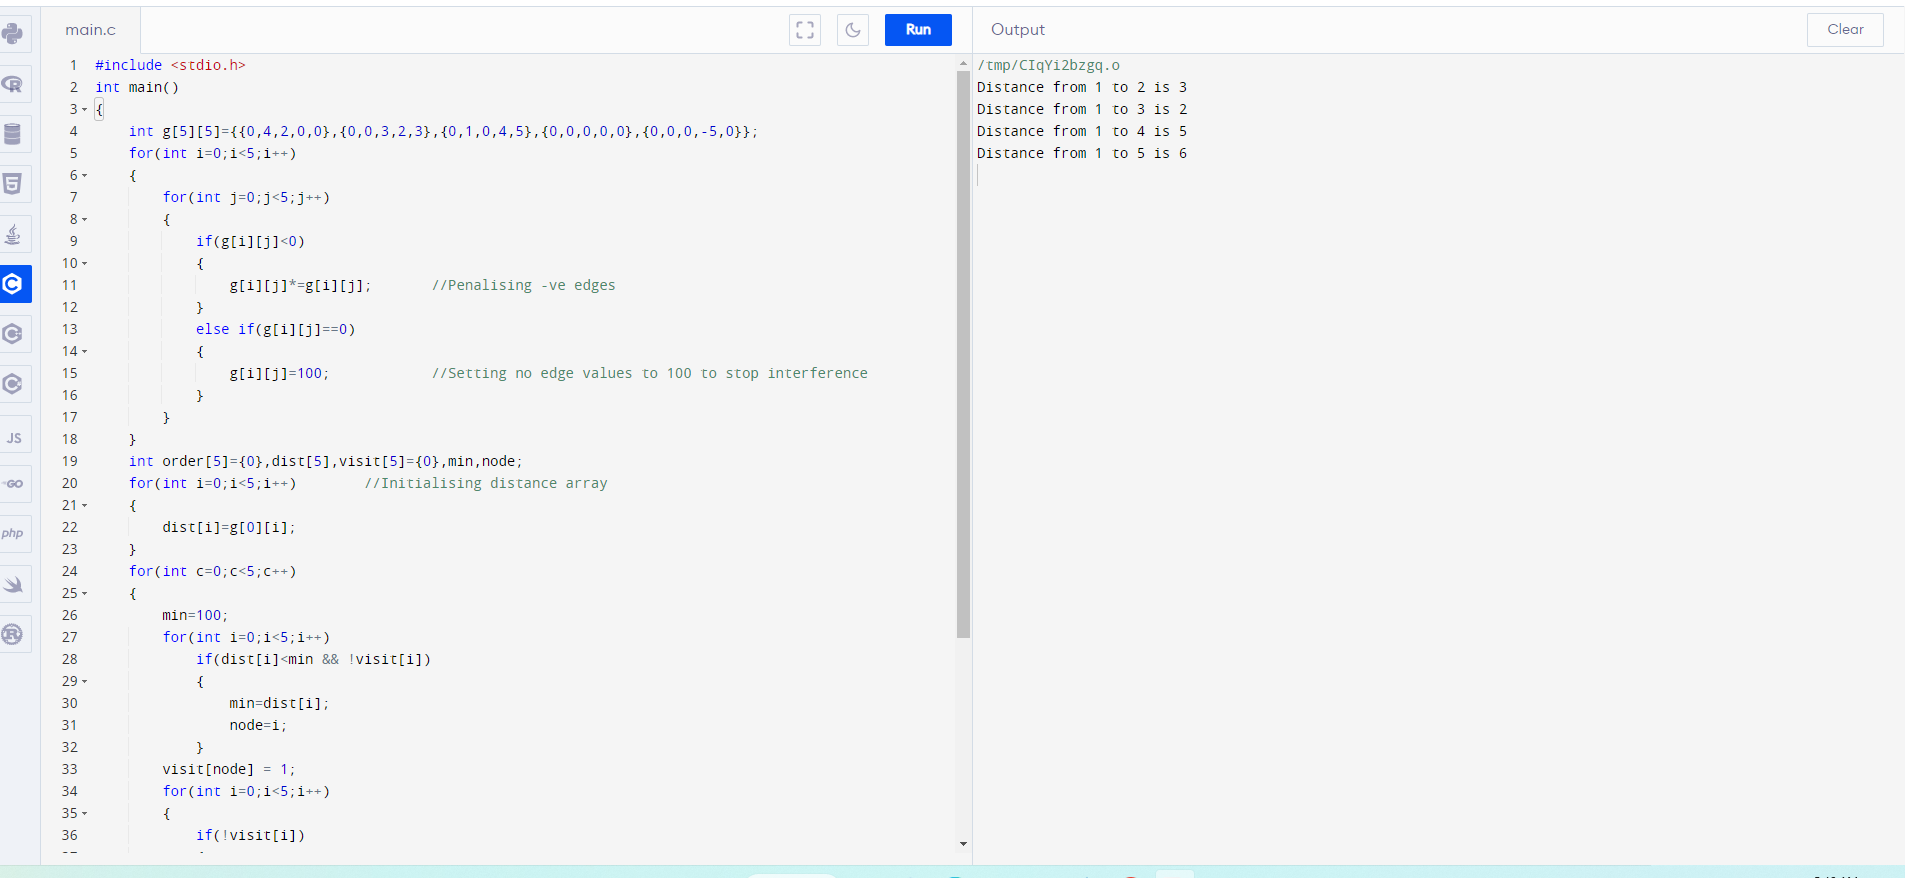 main.c
Run
Output
Clear
1 #include <stdio.h>
2 int main()
3 {
4 int g[5][5]={{0,4,2,0,0},{0,0,3,2,3},{0,1,0,4,5},{0,0,0,0,0},{0,0,0,-5,0}};
5 for(int i=0;i<5;i++)
6 {
7 for(int j=0;j<5;j++)
8 {
9 if(g[i][j]<0)
10 {
11 g[i][j]*=g[i][j]; //Penalising -ve edges
12 }
13 else if(g[i][j]==0)
14 {
15 g[i][j]=100; //Setting no edge values to 100 to stop interference
16 }
17 }
18 }
19 int order[5]={0},dist[5],visit[5]={0},min,node;
20 for(int i=0;i<5;i++) //Initialising distance array
21 {
22 dist[i]=g[0][i];
23 }
24 for(int c=0;c<5;c++)
25 {
26 min=100;
27 for(int i=0;i<5;i++)
28 if(dist[i]<min && !visit[i])
29 {
30 min=dist[i];
31 node=i;
32 }
33 visit[node] = 1;
34 for(int i=0;i<5;i++)
35 {
36 if(!visit[i])
/tmp/CIqYi2bzgq.o
Distance from 1 to 2 is 3
Distance from 1 to 3 is 2
Distance from 1 to 4 is 5
Distance from 1 to 5 is 6
JS
GO
php